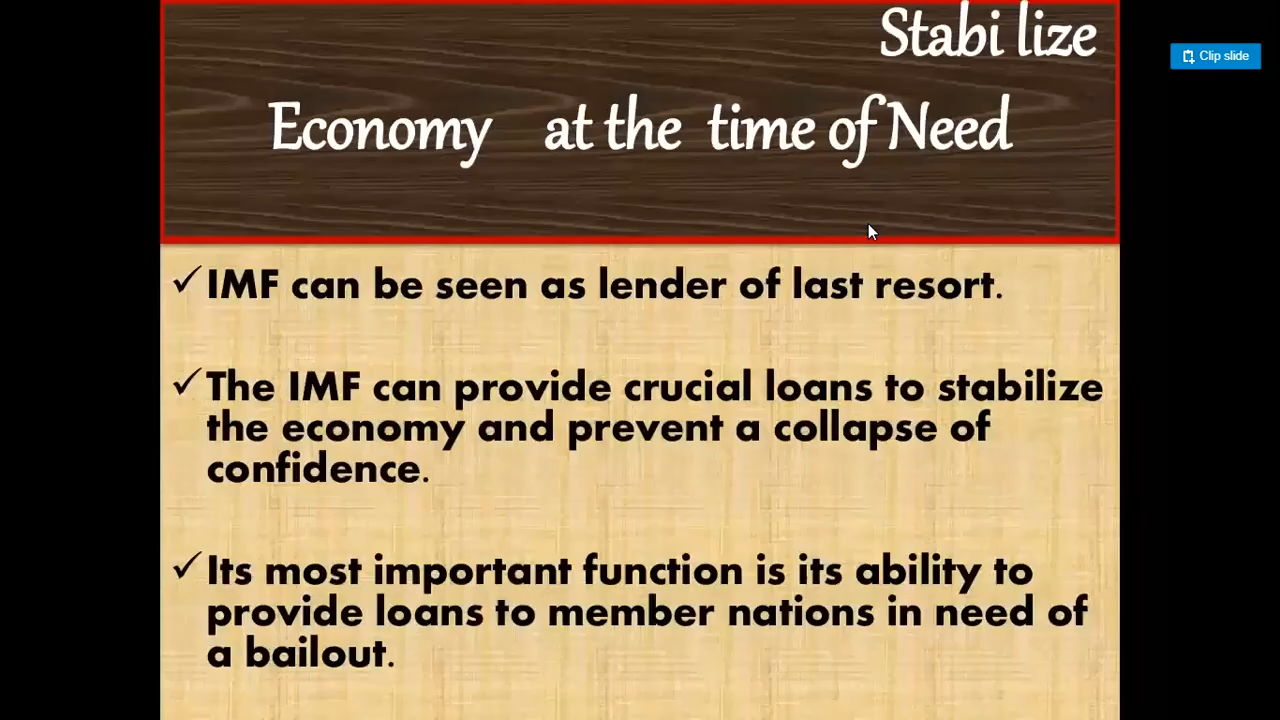 Stabi lize
Clip slide
Economy at the time of Need
✓IMF can be seen as lender of last resort.
✓The IMF can provide crucial loans to stabilize
the economy and prevent a collapse of
confidence.
✓Its most important function is its ability to
provide loans to member nations in need of
a bailout.